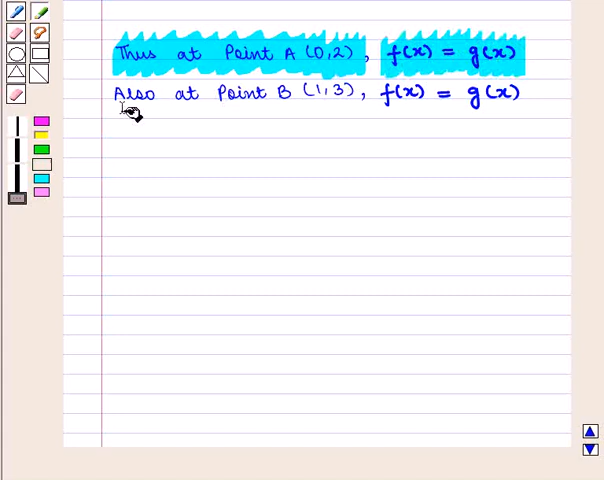 Thus at Point A (0,2), f(x) = g(x)
Also at Point B (1,3), f(x) = g(x)